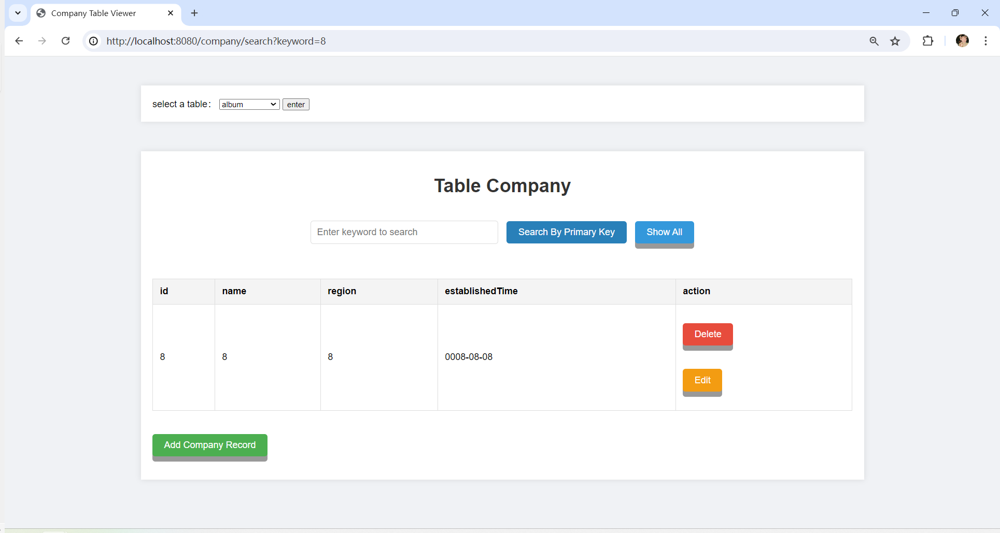 Company Table Viewer
http://localhost:8080/company/search?keyword=8
select a table: album enter
Table Company
Enter keyword to search Search By Primary Key Show All
id name region establishedTime action
8 8 8 0008-08-08
Delete
Edit
Add Company Record